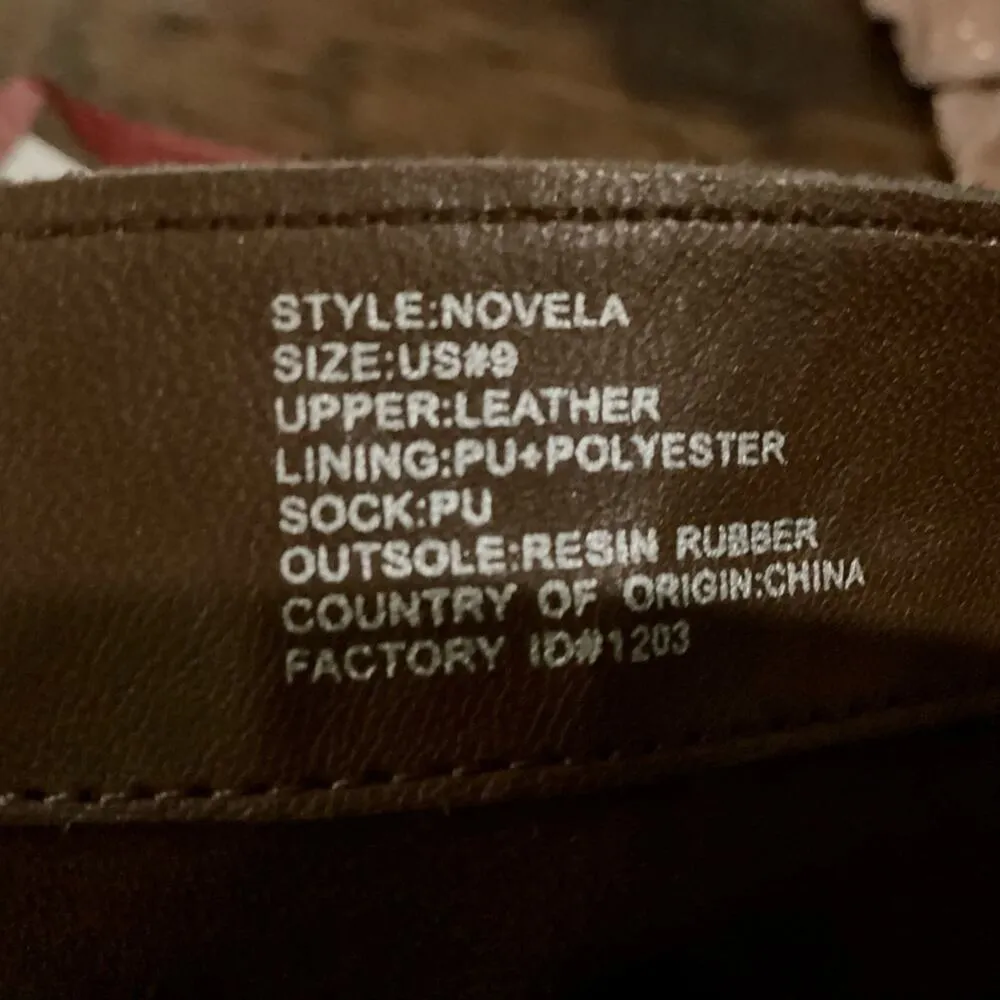 STYLE:NOVELA
SIZE:US#9
UPPER:LEATHER
LINING:PU+POLYESTER
SOCK:PU
OUTSOLE:RESIN RUBBER
COUNTRY OF ORIGIN:CHINA
FACTORY ID#1203